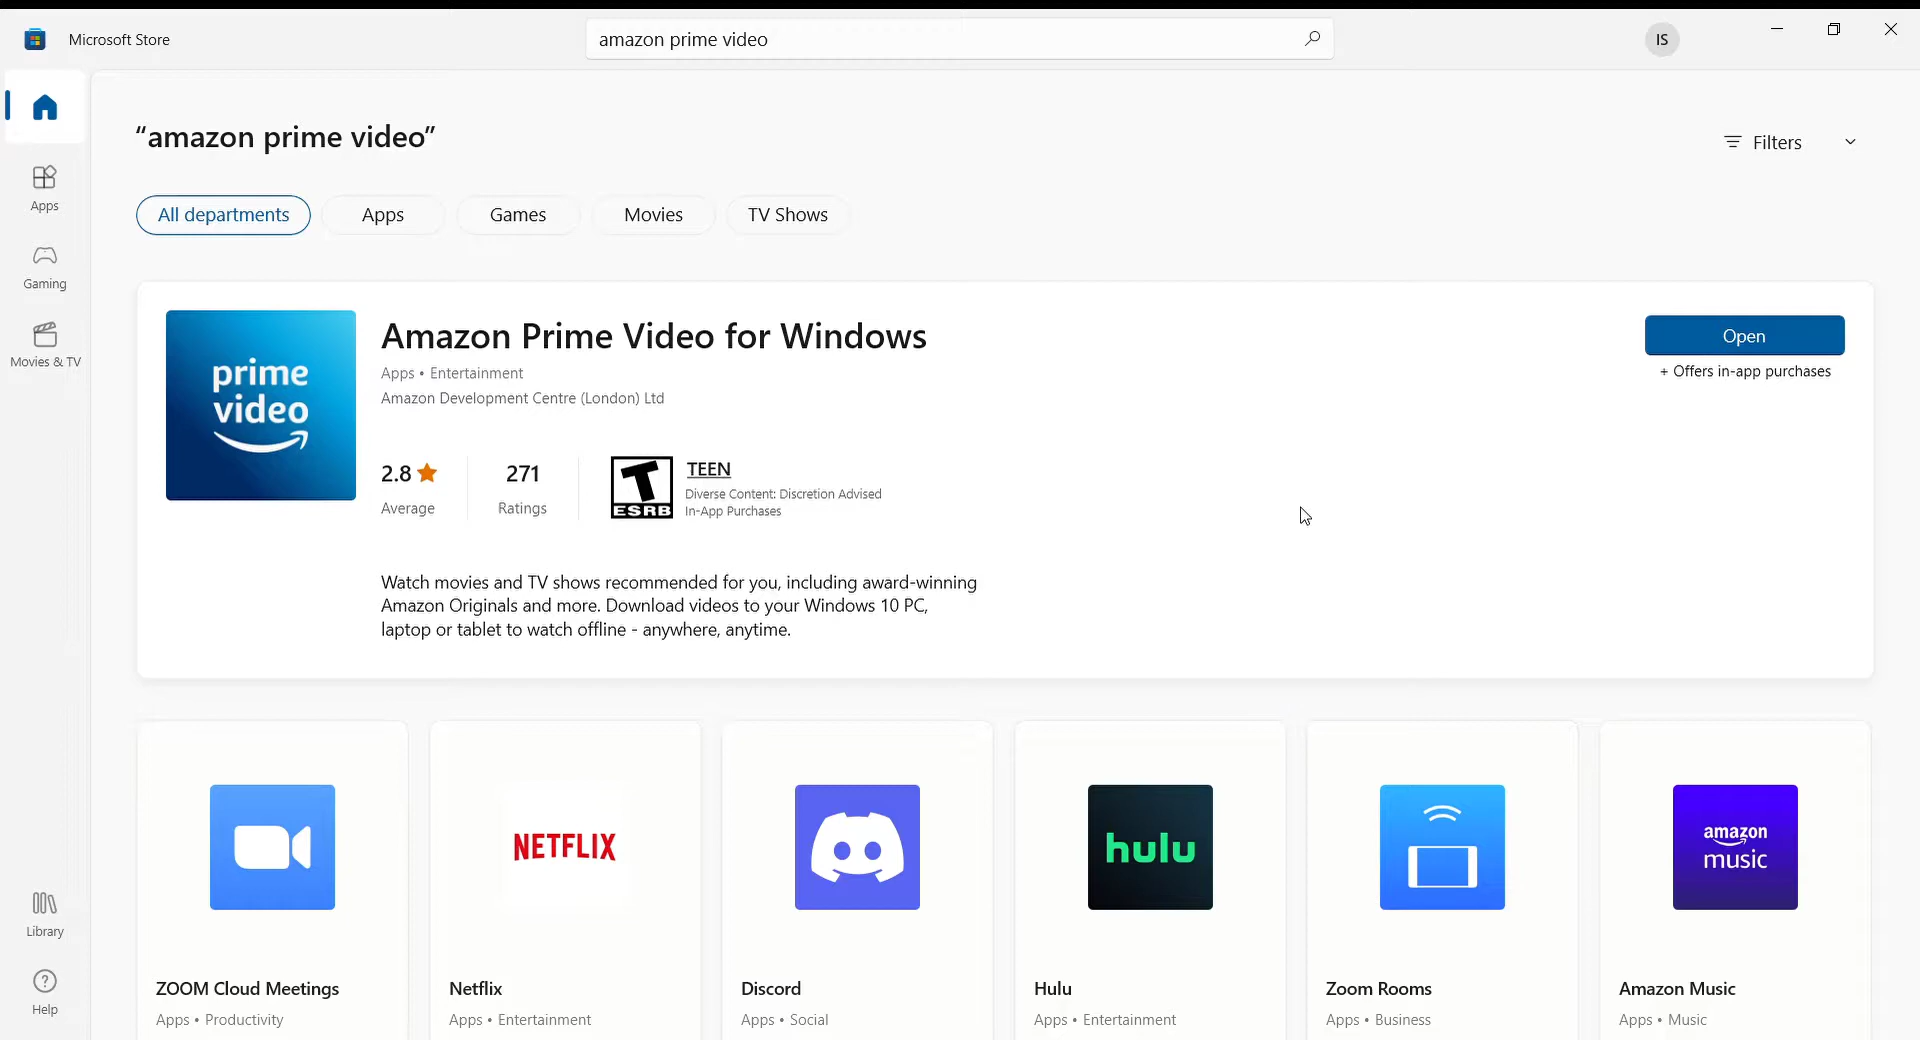 Microsoft Store
amazon prime video
IS
“amazon prime video”
Filters
All departments
Apps
Games
Movies
TV Shows
Apps
Gaming
Movies & TV
Library
Help
prime
video
Amazon Prime Video for Windows
Apps • Entertainment
Amazon Development Centre (London) Ltd
Open
+ Offers in-app purchases
2.8
Average
271
Ratings
T
ESRB
TEEN
Diverse Content: Discretion Advised
In-App Purchases
Watch movies and TV shows recommended for you, including award-winning
Amazon Originals and more. Download videos to your Windows 10 PC,
laptop or tablet to watch offline - anywhere, anytime.
NETFLIX
hulu
amazon
music
ZOOM Cloud Meetings
Apps • Productivity
Netflix
Apps • Entertainment
Discord
Apps • Social
Hulu
Apps • Entertainment
Zoom Rooms
Apps • Business
Amazon Music
Apps • Music